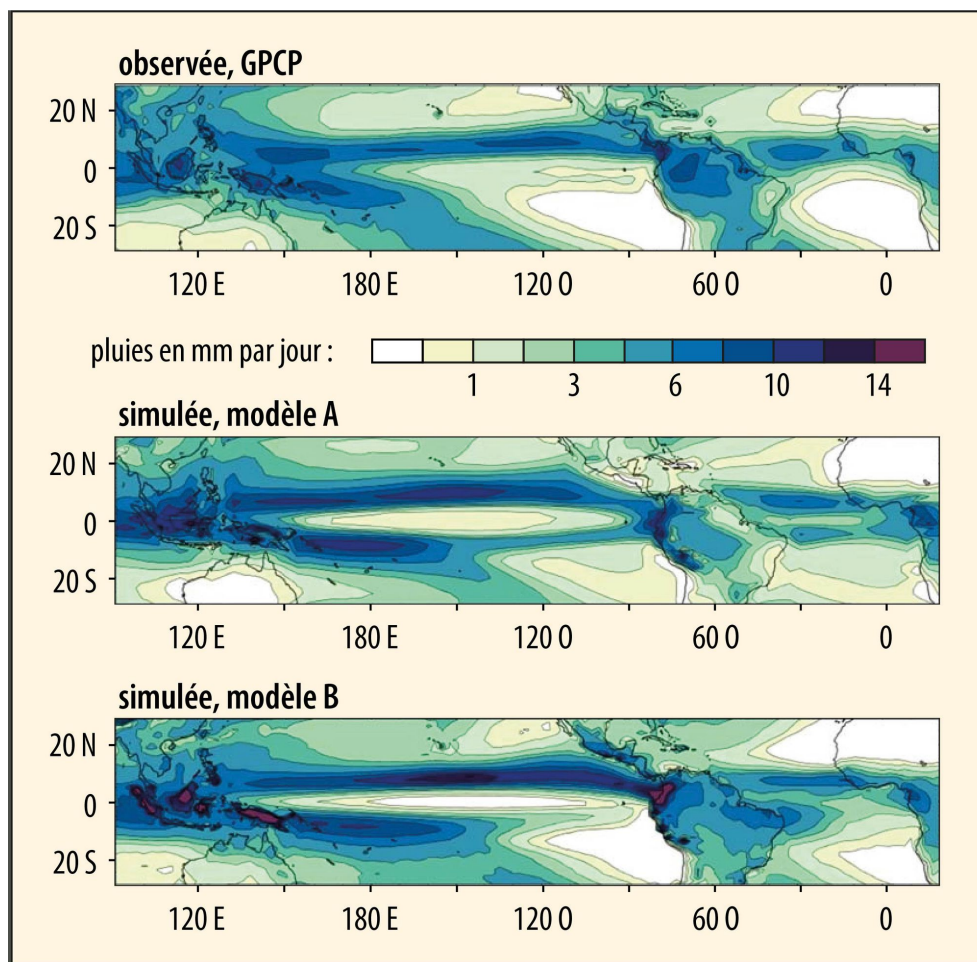 observée, GPCP
20 N
0
20 S
120 E 180 E 120 O 60 O 0
pluies en mm par jour :
1 3 6 10 14
simulée, modèle A
20 N
0
20 S
120 E 180 E 120 O 60 O 0
simulée, modèle B
20 N
0
20 S
120 E 180 E 120 O 60 O 0